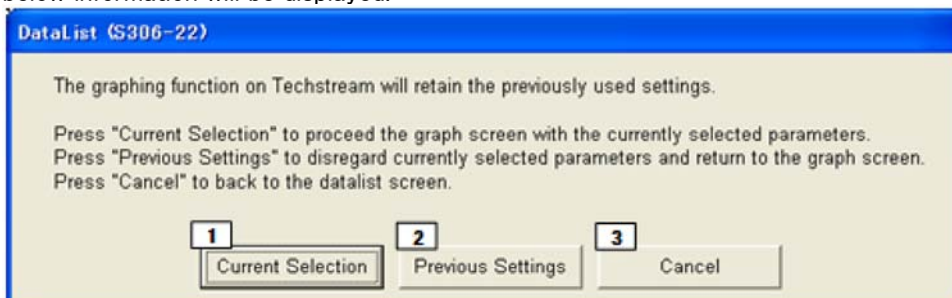 below information will be displayed.
DataList (S306-22)
The graphing function on Techstream will retain the previously used settings.
Press "Current Selection" to proceed the graph screen with the currently selected parameters.
Press "Previous Settings" to disregard currently selected parameters and return to the graph screen.
Press "Cancel" to back to the datalist screen.
1 2 3
Current Selection Previous Settings Cancel